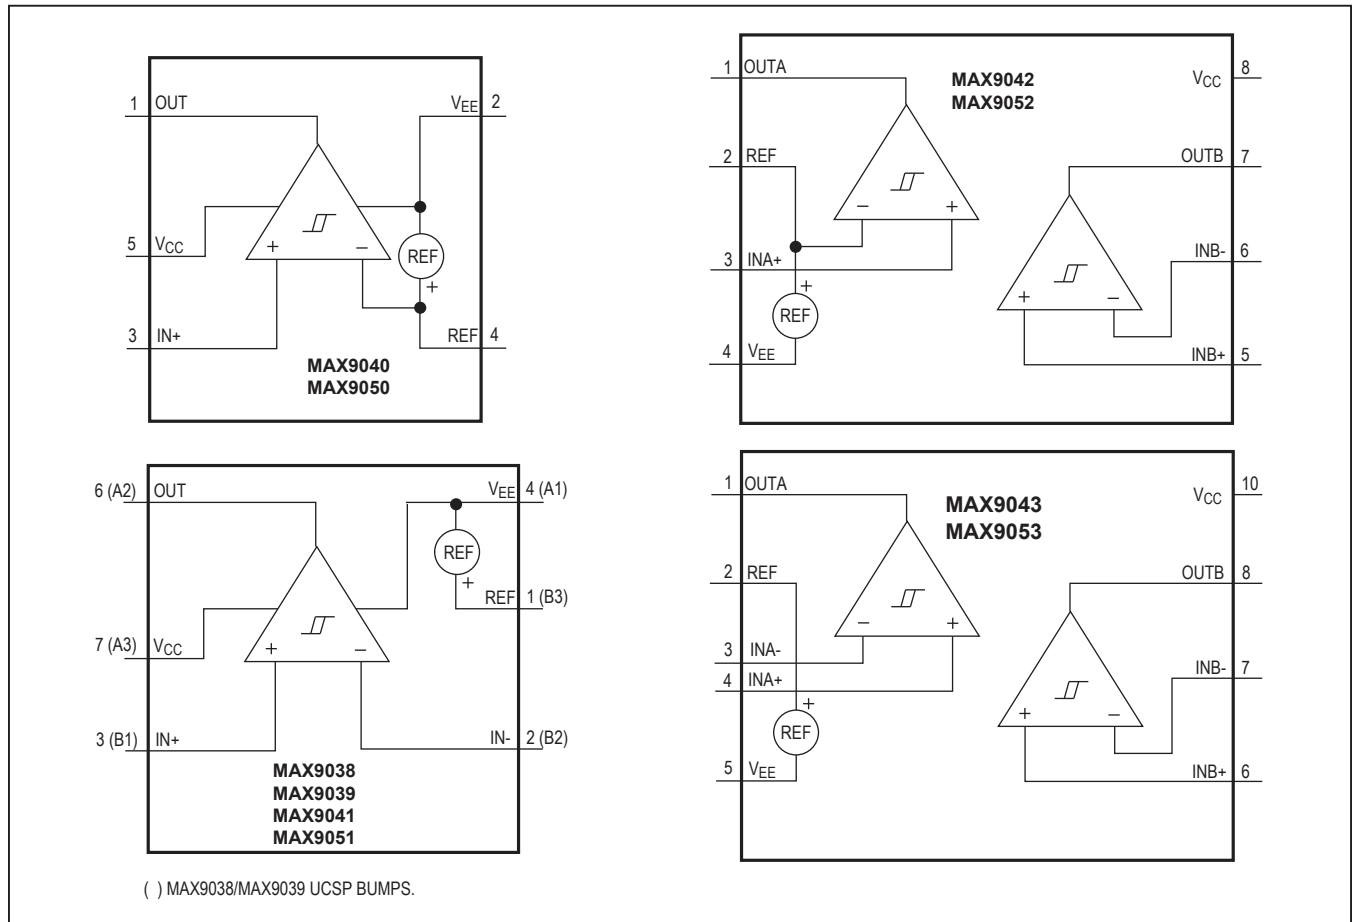 1 OUT
VEE 2
5 VCC
+ −
REF
+
3 IN+
REF 4
MAX9040
MAX9050
1 OUTA
MAX9042
MAX9052
VCC 8
2 REF
OUTB 7
− +
3 INA+
INB- 6
+
REF
+ −
4 VEE
INB+ 5
6 (A2) OUT
VEE 4 (A1)
REF
+
REF 1 (B3)
7 (A3) VCC
+ −
3 (B1) IN+
IN- 2 (B2)
MAX9038
MAX9039
MAX9041
MAX9051
1 OUTA
MAX9043
MAX9053
VCC 10
2 REF
OUTB 8
− +
3 INA-
4 INA+
INB- 7
+
REF
+ −
5 VEE
INB+ 6
( ) MAX9038/MAX9039 UCSP BUMPS.